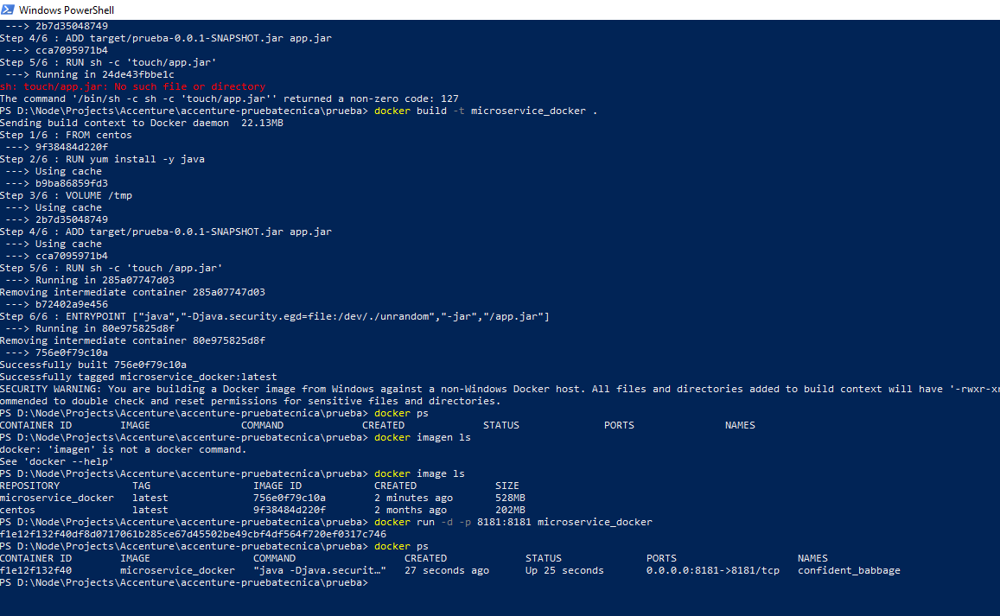 Windows PowerShell
---> 2b7d35048749
Step 4/6 : ADD target/prueba-0.0.1-SNAPSHOT.jar app.jar
---> cca7095971b4
Step 5/6 : RUN sh -c 'touch/app.jar'
---> Running in 24de43fbbe1c
sh: touch/app.jar: No such file or directory
The command '/bin/sh -c sh -c 'touch/app.jar'' returned a non-zero code: 127
PS D:\Node\Projects\Accenture\accenture-pruebatecnica\prueba> docker build -t microservice_docker .
Sending build context to Docker daemon  22.13MB
Step 1/6 : FROM centos
---> 9f38484d220f
Step 2/6 : RUN yum install -y java
---> Using cache
---> b9ba86859fd3
Step 3/6 : VOLUME /tmp
---> Using cache
---> 2b7d35048749
Step 4/6 : ADD target/prueba-0.0.1-SNAPSHOT.jar app.jar
---> Using cache
---> cca7095971b4
Step 5/6 : RUN sh -c 'touch /app.jar'
---> Running in 285a07747d03
Removing intermediate container 285a07747d03
---> b72402a9e456
Step 6/6 : ENTRYPOINT ["java","-Djava.security.egd=file:/dev/./unrandom","-jar","/app.jar"]
---> Running in 80e975825d8f
Removing intermediate container 80e975825d8f
---> 756e0f79c10a
Successfully built 756e0f79c10a
Successfully tagged microservice_docker:latest
SECURITY WARNING: You are building a Docker image from Windows against a non-Windows Docker host. All files and directories added to build context will have '-rwxr-xr
ommended to double check and reset permissions for sensitive files and directories.
PS D:\Node\Projects\Accenture\accenture-pruebatecnica\prueba> docker ps
CONTAINER ID        IMAGE               COMMAND             CREATED             STATUS              PORTS               NAMES
PS D:\Node\Projects\Accenture\accenture-pruebatecnica\prueba> docker imagen ls
docker: 'imagen' is not a docker command.
See 'docker --help'
PS D:\Node\Projects\Accenture\accenture-pruebatecnica\prueba> docker image ls
REPOSITORY            TAG                 IMAGE ID            CREATED             SIZE
microservice_docker   latest              756e0f79c10a        2 minutes ago       528MB
centos                latest              9f38484d220f        2 months ago        202MB
PS D:\Node\Projects\Accenture\accenture-pruebatecnica\prueba> docker run -d -p 8181:8181 microservice_docker
f1e12f132f40df8d0717061b285ce67d45502be49cbf4df564f720ef0317c746
PS D:\Node\Projects\Accenture\accenture-pruebatecnica\prueba> docker ps
CONTAINER ID        IMAGE                 COMMAND                  CREATED             STATUS              PORTS                    NAMES
f1e12f132f40        microservice_docker   "java -Djava.securit…"   27 seconds ago      Up 25 seconds       0.0.0.0:8181->8181/tcp   confident_babbage
PS D:\Node\Projects\Accenture\accenture-pruebatecnica\prueba>